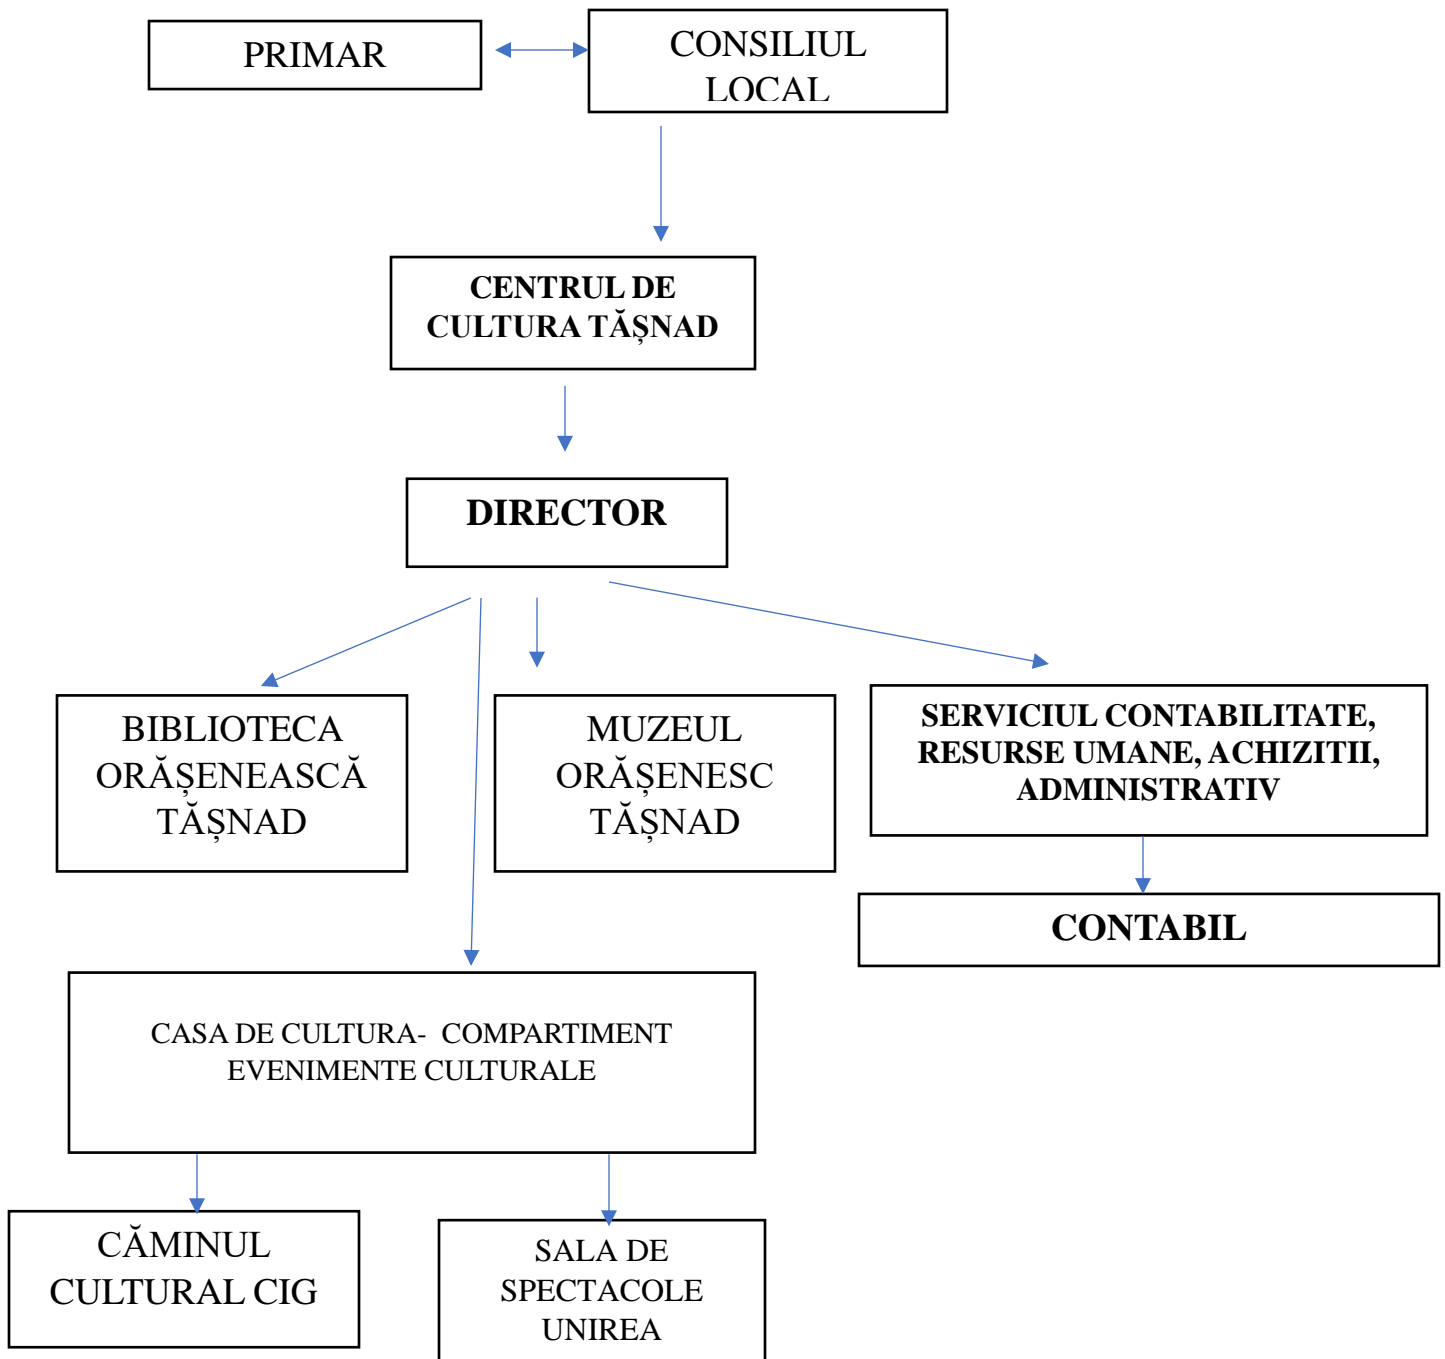 PRIMAR
CONSILIUL
LOCAL
CENTRUL DE
CULTURA TĂȘNAD
DIRECTOR
BIBLIOTECA
ORĂȘENEASCĂ
TĂȘNAD
MUZEUL
ORĂȘENESC
TĂȘNAD
SERVICIUL CONTABILITATE,
RESURSE UMANE, ACHIZITII,
ADMINISTRATIV
CONTABIL
CASA DE CULTURA- COMPARTIMENT
EVENIMENTE CULTURALE
CĂMINUL
CULTURAL CIG
SALA DE
SPECTACOLE
UNIREA